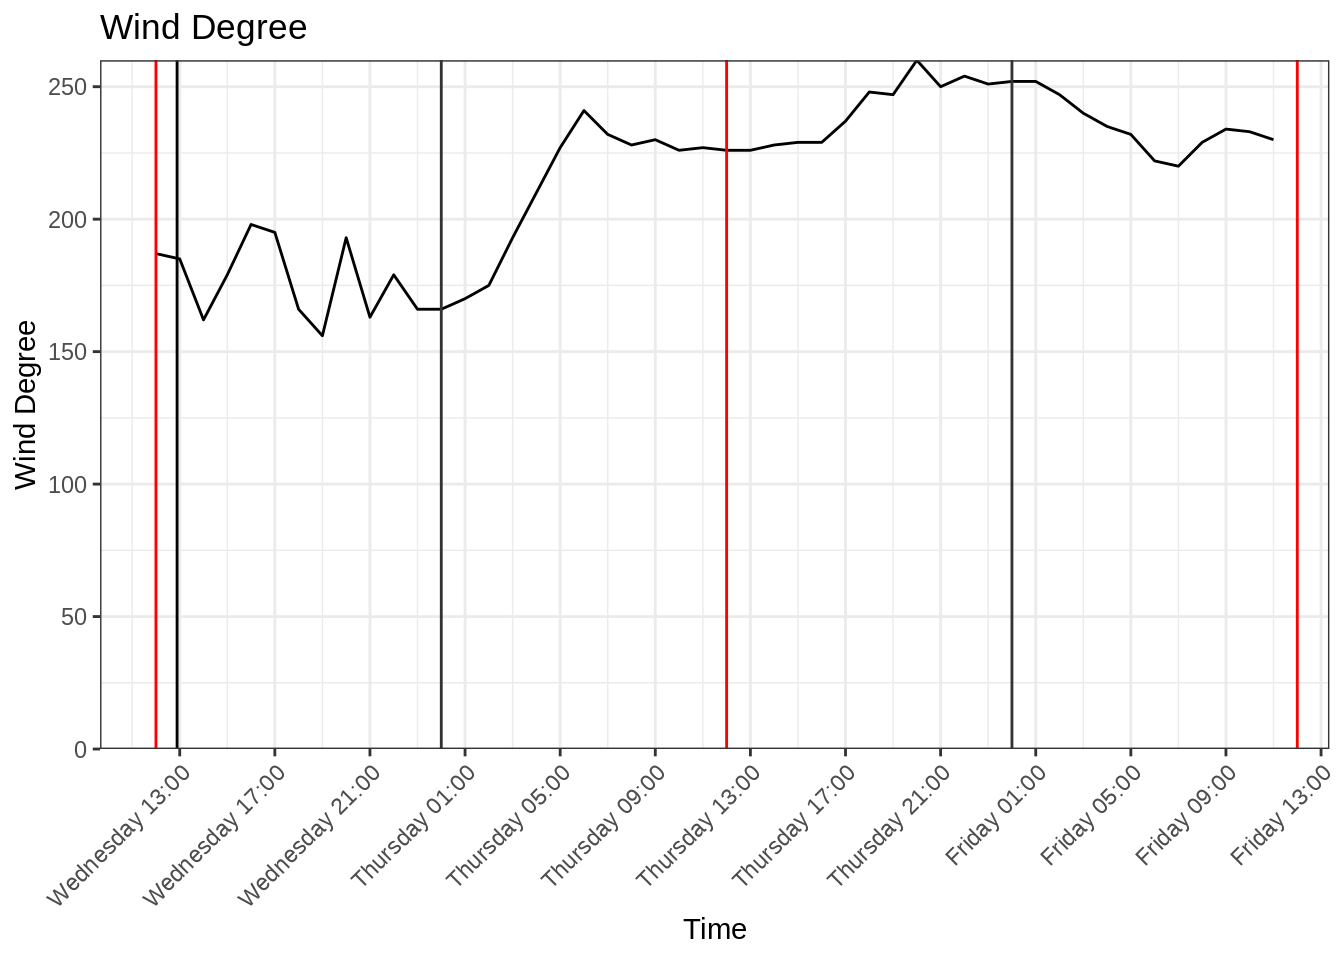 Wind Degree
Wind Degree
250
200
150
100
50
0
Wednesday 13:00
Wednesday 17:00
Wednesday 21:00
Thursday 01:00
Thursday 05:00
Thursday 09:00
Thursday 13:00
Thursday 17:00
Thursday 21:00
Friday 01:00
Friday 05:00
Friday 09:00
Friday 13:00
Time